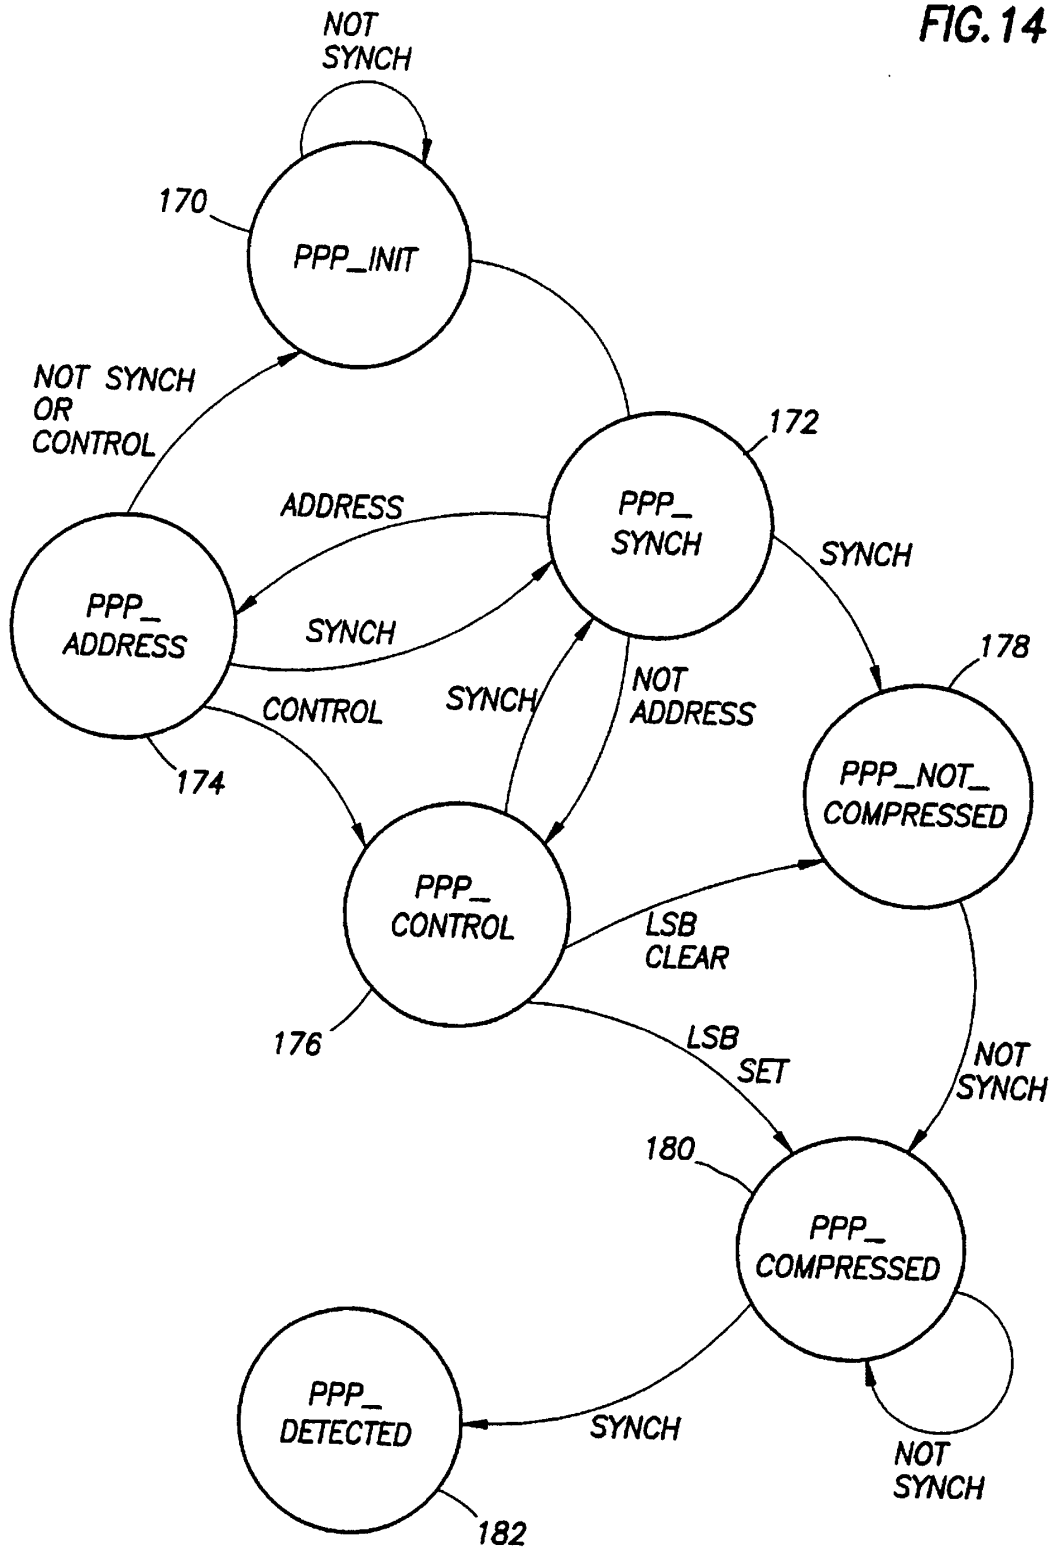 FIG.14
NOT
SYNCH
170
PPP_INIT
NOT SYNCH
OR
CONTROL
172
ADDRESS
PPP_
SYNCH
SYNCH
PPP_
ADDRESS
SYNCH
178
CONTROL
SYNCH
NOT
ADDRESS
174
PPP_NOT_
COMPRESSED
PPP_
CONTROL
LSB
CLEAR
176
LSB
SET
NOT
SYNCH
180
PPP_
COMPRESSED
PPP_
DETECTED
SYNCH
NOT
SYNCH
182